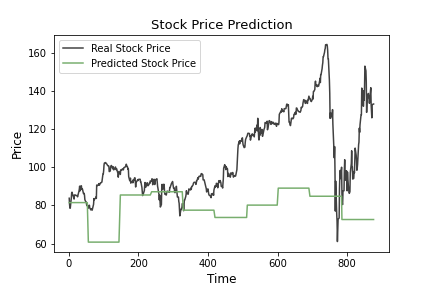 Stock Price Prediction
Real Stock Price
Predicted Stock Price
Price
160
140
120
100
80
60
0 200 400 600 800
Time